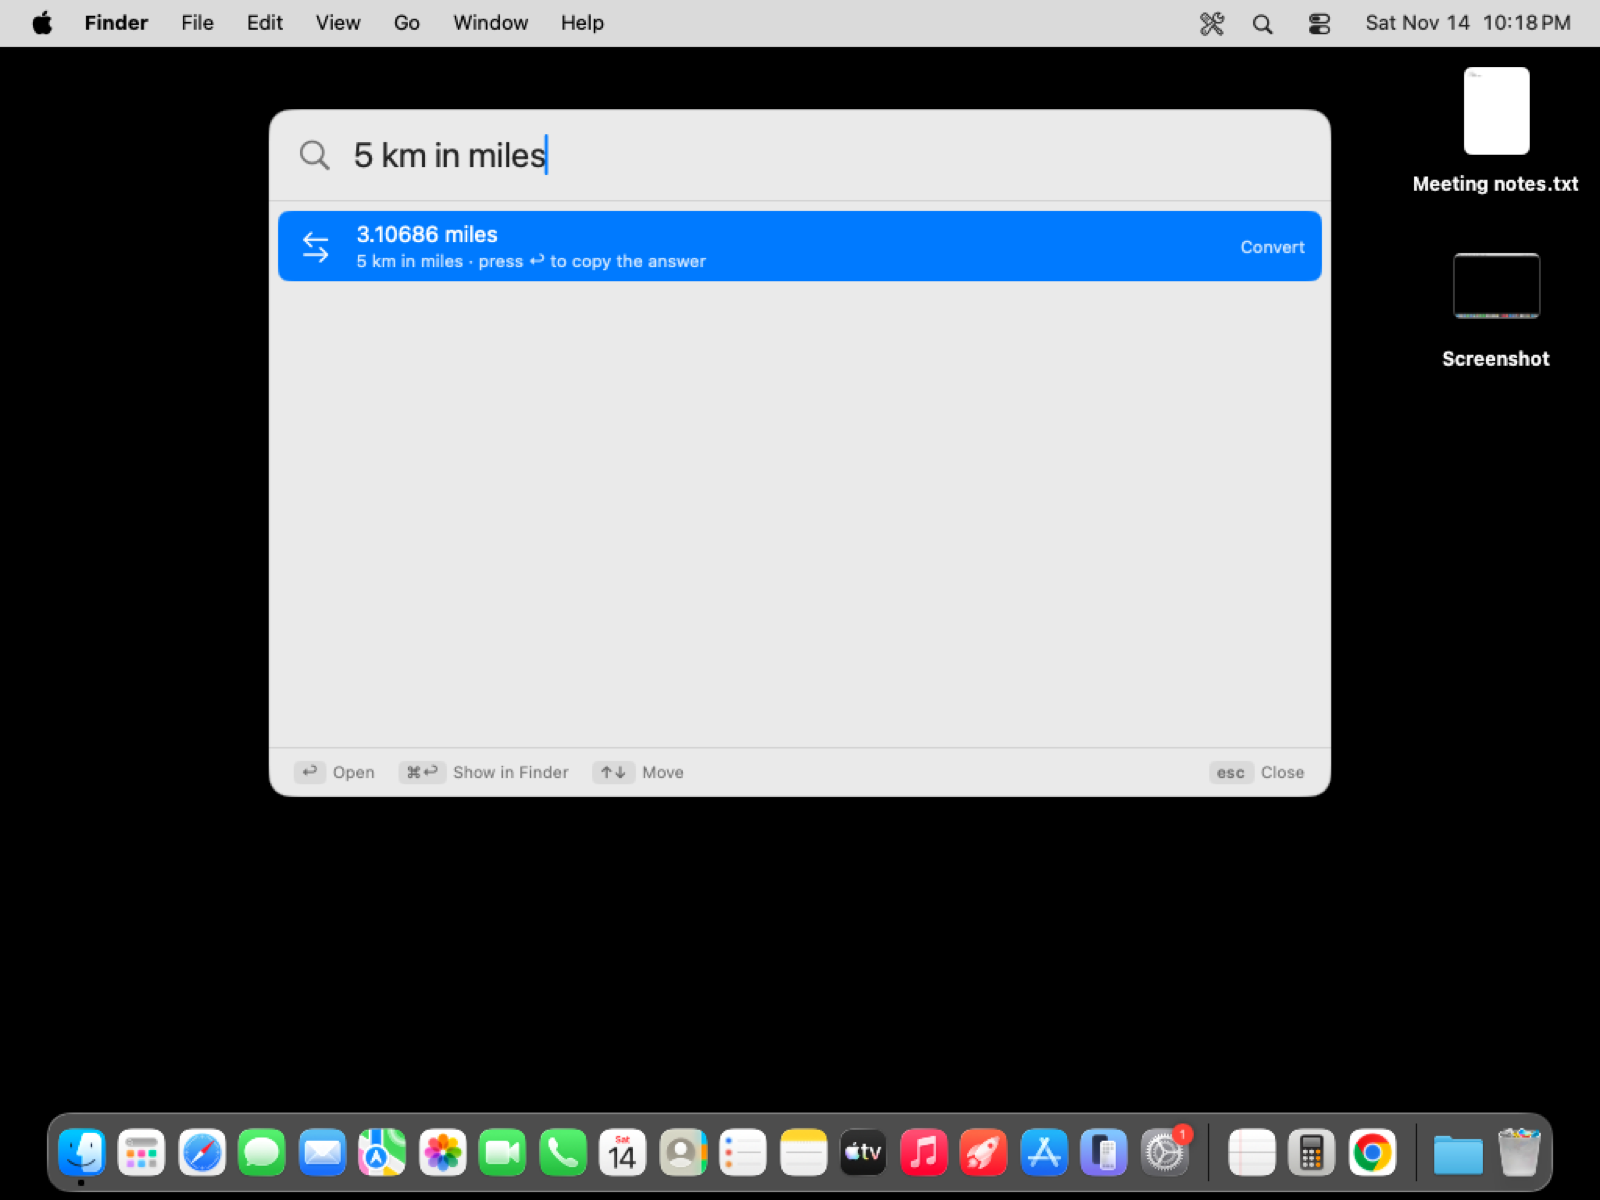 Finder File Edit View Go Window Help Sat Nov 14 10:18 PM
5 km in miles
3.10686 miles
5 km in miles · press ↩ to copy the answer
Convert
Meeting notes.txt
Screenshot
↩ Open ⌘↩ Show in Finder ↑↓ Move esc Close
Sat
14
tv
1